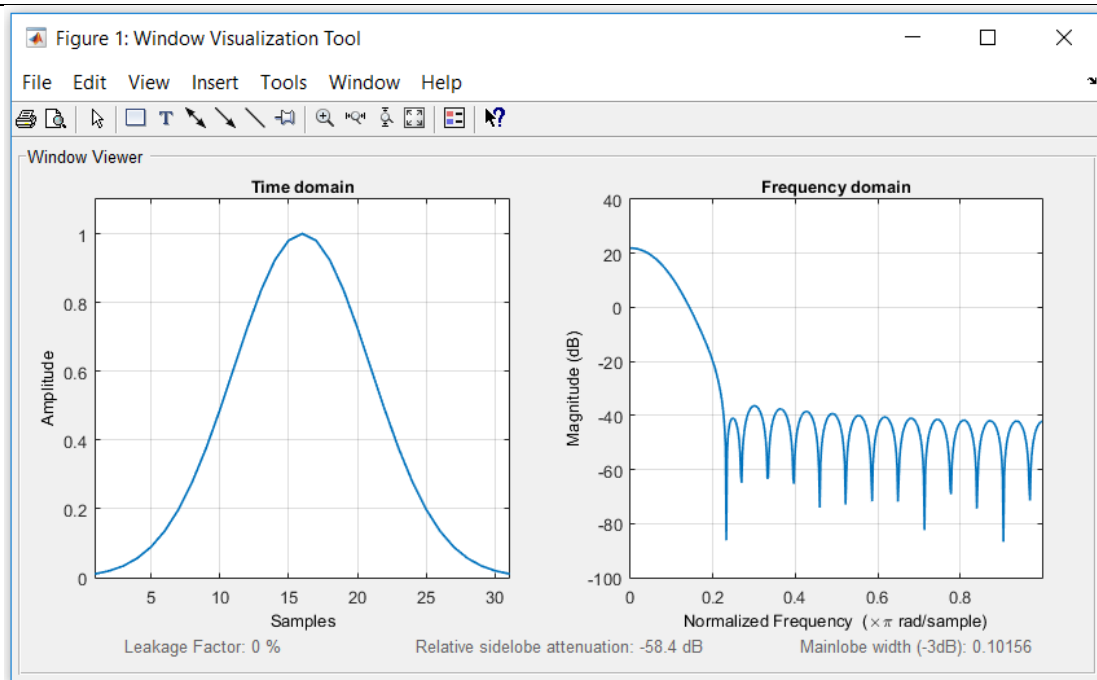 Figure 1: Window Visualization Tool
File Edit View Insert Tools Window Help
T
?
Window Viewer
Time domain
Amplitude
1
0.8
0.6
0.4
0.2
0
5 10 15 20 25 30
Samples
Frequency domain
Magnitude (dB)
40
20
0
-20
-40
-60
-80
-100
0 0.2 0.4 0.6 0.8
Normalized Frequency (×π rad/sample)
Leakage Factor: 0 % Relative sidelobe attenuation: -58.4 dB Mainlobe width (-3dB): 0.10156